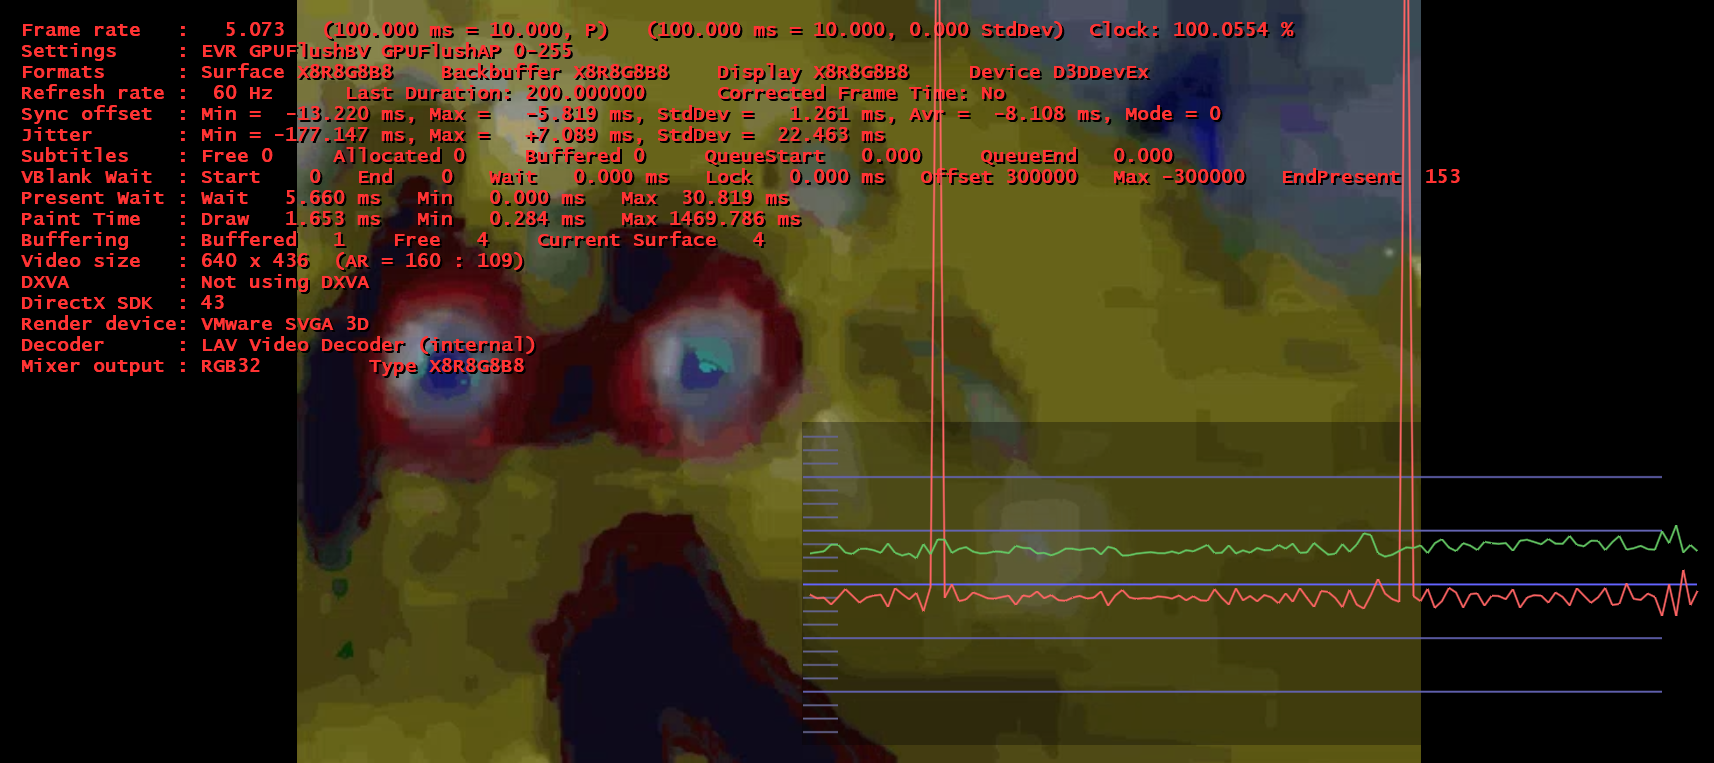 Frame rate   :   5.073   (100.000 ms = 10.000, P)   (100.000 ms = 10.000, 0.000 StdDev)  Clock: 100.0554 %
Settings     : EVR GPUFlushBV GPUFlushAP 0-255
Formats      : Surface X8R8G8B8    Backbuffer X8R8G8B8    Display X8R8G8B8     Device D3DDevEx
Refresh rate :  60 Hz      Last Duration: 200.000000      Corrected Frame Time: No
Sync offset  : Min =  -13.220 ms, Max =   -5.819 ms, StdDev =   1.261 ms, Avr =  -8.108 ms, Mode = 0
Jitter       : Min = -177.147 ms, Max =   +7.089 ms, StdDev =  22.463 ms
Subtitles    : Free 0     Allocated 0     Buffered 0     QueueStart   0.000     QueueEnd   0.000
VBlank Wait  : Start    0   End    0   Wait   0.000 ms   Lock   0.000 ms   Offset 300000   Max -300000   EndPresent  153
Present Wait : Wait   5.660 ms   Min   0.000 ms   Max  30.819 ms
Paint Time   : Draw   1.653 ms   Min   0.284 ms   Max 1469.786 ms
Buffering    : Buffered   1    Free   4    Current Surface   4
Video size   : 640 x 436  (AR = 160 : 109)
DXVA         : Not using DXVA
DirectX SDK  : 43
Render device: VMware SVGA 3D
Decoder      : LAV Video Decoder (internal)
Mixer output : RGB32         Type X8R8G8B8